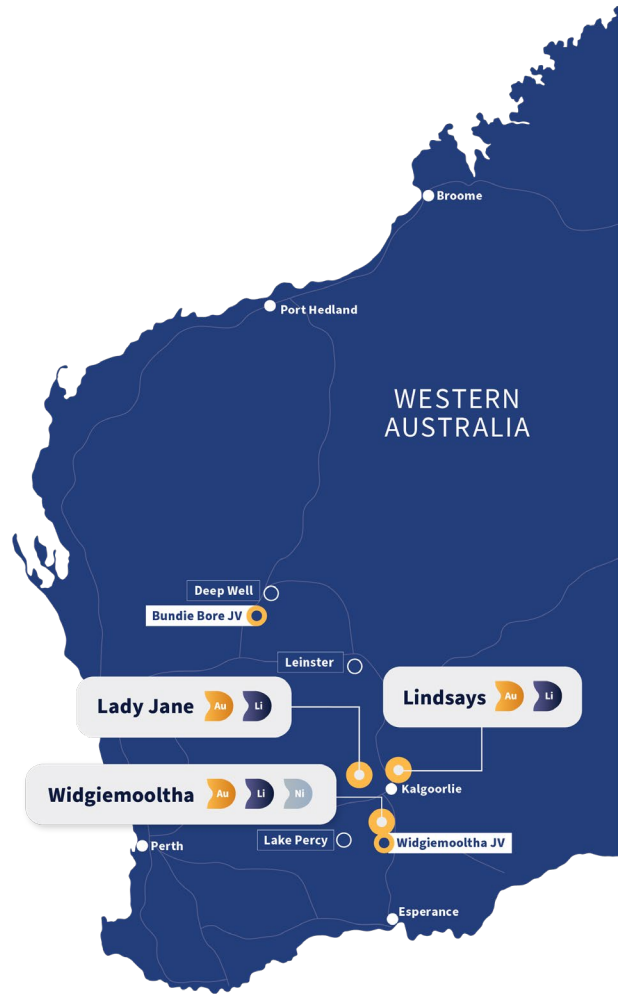 Broome
Port Hedland
WESTERN
AUSTRALIA
Deep Well
Bundie Bore JV
Leinster
Lady Jane Au Li
Lindsays Au Li
Widgiemooltha Au Li Ni
Kalgoorlie
Lake Percy
Widgiemooltha JV
Perth
Esperance